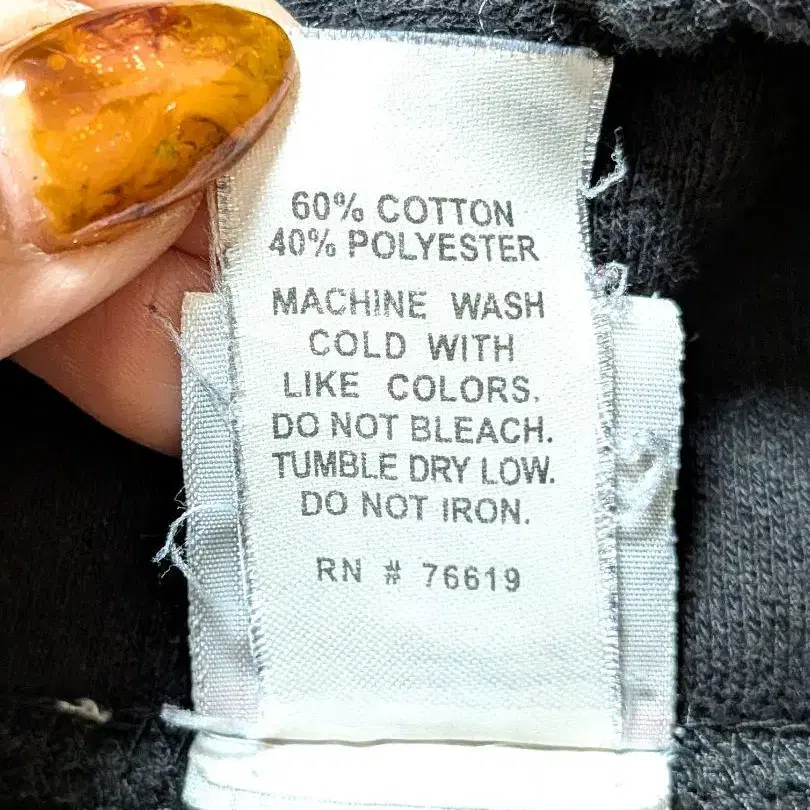 60% COTTON
40% POLYESTER
MACHINE WASH
COLD WITH
LIKE COLORS.
DO NOT BLEACH.
TUMBLE DRY LOW.
DO NOT IRON.
RN # 76619